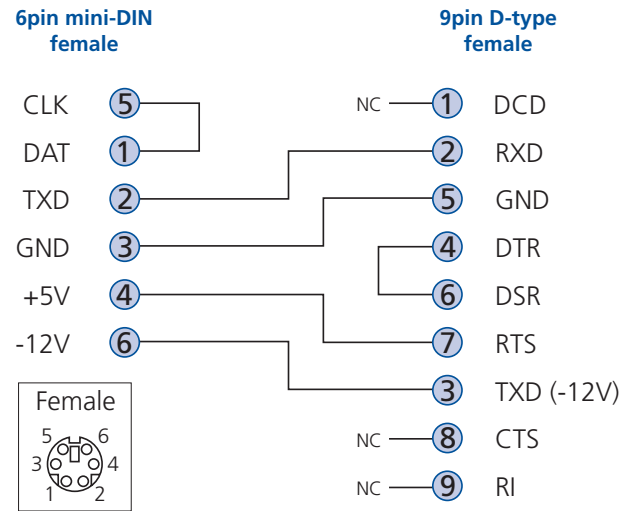 6pin mini-DIN
female
9pin D-type
female
CLK 5
DAT 1
TXD 2
GND 3
+5V 4
-12V 6
NC 1 DCD
2 RXD
5 GND
4 DTR
6 DSR
7 RTS
3 TXD (-12V)
NC 8 CTS
NC 9 RI
Female
5 6
3 4
1 2